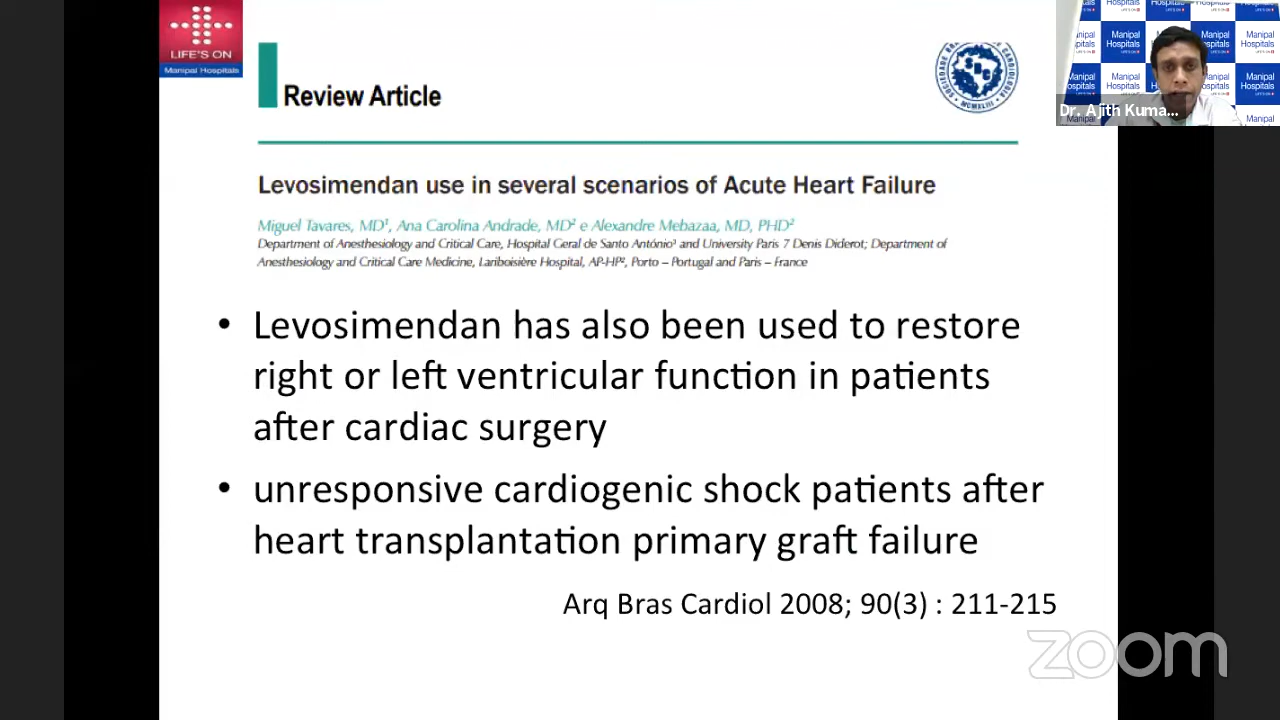 LIFE'S ON
Manipal Hospitals
Review Article
SBC
MCMXLIII
Levosimendan use in several scenarios of Acute Heart Failure
Miguel Tavares, MD¹, Ana Carolina Andrade, MD² e Alexandre Mebazaa, MD, PHD²
Department of Anesthesiology and Critical Care, Hospital Geral de Santo António¹ and University Paris 7 Denis Diderot; Department of
Anesthesiology and Critical Care Medicine, Lariboisière Hospital, AP-HP², Porto – Portugal and Paris – France
• Levosimendan has also been used to restore
right or left ventricular function in patients
after cardiac surgery
• unresponsive cardiogenic shock patients after
heart transplantation primary graft failure
Arq Bras Cardiol 2008; 90(3) : 211-215
Manipal
Hospitals
Dr. Ajith Kuma...
zoom